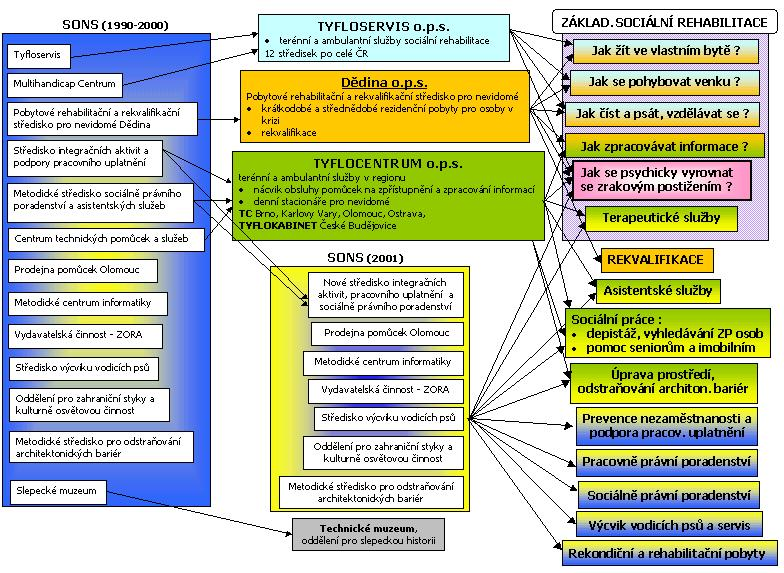 SONS (1990-2000)
Tyfloservis
Multihandicap Centrum
Pobytové rehabilitační a rekvalifikační
středisko pro nevidomé Dědina
Středisko integračních aktivit a
podpory pracovního uplatnění
Metodické středisko sociálně právního
poradenství a asistentských služeb
Centrum technických pomůcek a služeb
Prodejna pomůcek Olomouc
Metodické centrum informatiky
Vydavatelská činnost - ZORA
Středisko výcviku vodicích psů
Oddělení pro zahraniční styky a
kulturně osvětovou činnost
Metodické středisko pro odstraňování
architektonických bariér
Slepecké muzeum
TYFLOSERVIS o.p.s.
• terénní a ambulantní služby sociální rehabilitace
12 středisek po celé ČR
Dědina o.p.s.
Pobytové rehabilitační a rekvalifikační středisko pro nevidomé
• krátkodobé a střednědobé rezidenční pobyty pro osoby v
krizi
• rekvalifikace
TYFLOCENTRUM o.p.s.
terénní a ambulantní služby v regionu
• nácvik obsluhy pomůcek na zpřístupnění a zpracování informací
• denní stacionáře pro nevidomé
TC Brno, Karlovy Vary, Olomouc, Ostrava,
TYFLOKABINET České Budějovice
SONS (2001)
Nové středisko integračních
aktivit, pracovního uplatnění a
sociálně právního poradenství
Prodejna pomůcek Olomouc
Metodické centrum informatiky
Vydavatelská činnost - ZORA
Středisko výcviku vodicích psů
Oddělení pro zahraniční styky a
kulturně osvětovou činnost
Metodické středisko pro odstraňování
architektonických bariér
Technické muzeum,
oddělení pro slepeckou historii
ZÁKLAD.SOCIÁLNÍ REHABILITACE
Jak žít ve vlastním bytě ?
Jak se pohybovat venku ?
Jak číst a psát, vzdělávat se ?
Jak zpracovávat informace ?
Jak se psychicky vyrovnat
se zrakovým postižením ?
Terapeutické služby
REKVALIFIKACE
Asistentské služby
Sociální práce :
• depistáž, vyhledávání ZP osob
• pomoc seniorům a imobilním
Úprava prostředí,
odstraňování architon.bariér
Prevence nezaměstnanosti a
podpora pracov. uplatnění
Pracovně právní poradenství
Sociálně právní poradenství
Výcvik vodicích psů a servis
Rekondiční a rehabilitační pobyty